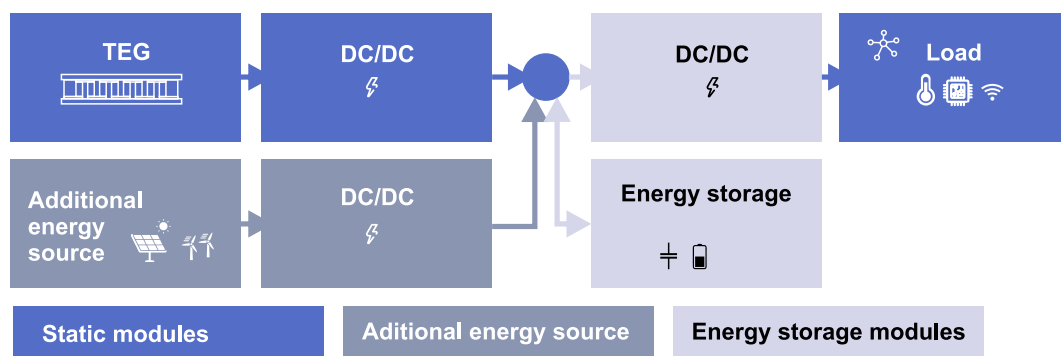 TEG
DC/DC
DC/DC
Load
Additional
energy
source
DC/DC
Energy storage
Static modules
Aditional energy source
Energy storage modules